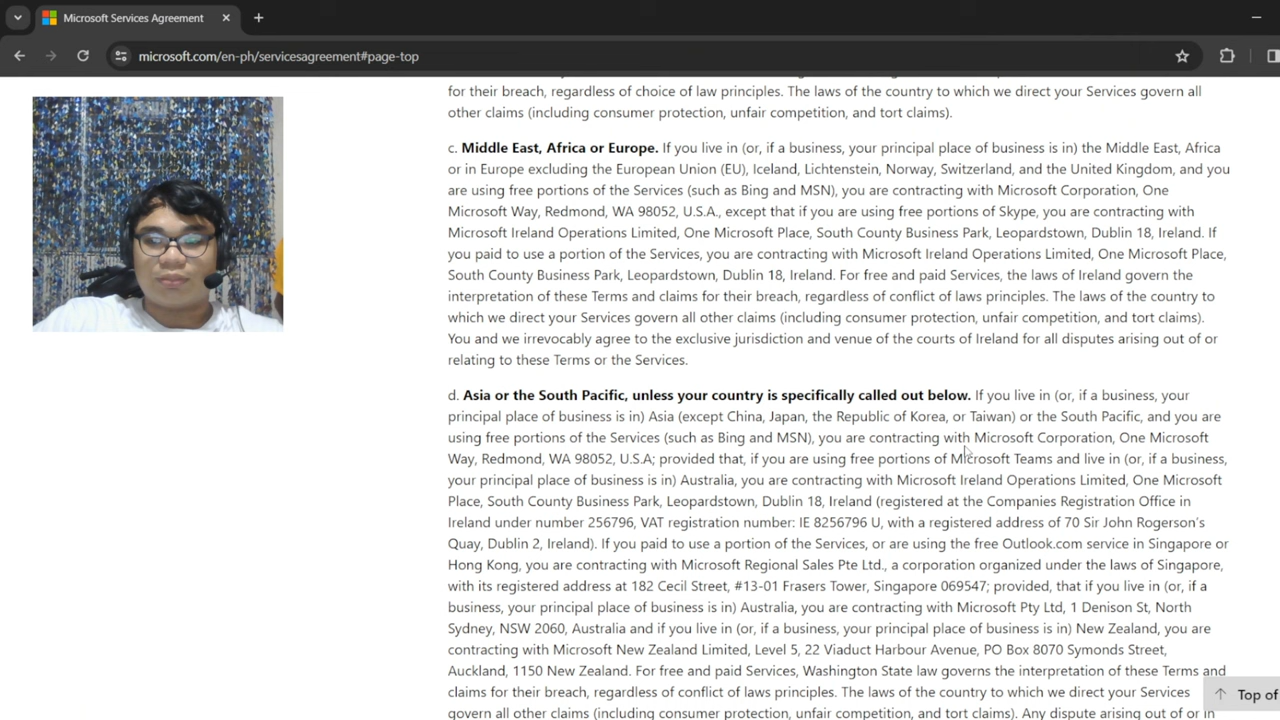 Microsoft Services Agreement
microsoft.com/en-ph/servicesagreement#page-top
for their breach, regardless of choice of law principles. The laws of the country to which we direct your Services govern all
other claims (including consumer protection, unfair competition, and tort claims).
c. Middle East, Africa or Europe. If you live in (or, if a business, your principal place of business is in) the Middle East, Africa
or in Europe excluding the European Union (EU), Iceland, Lichtenstein, Norway, Switzerland, and the United Kingdom, and you
are using free portions of the Services (such as Bing and MSN), you are contracting with Microsoft Corporation, One
Microsoft Way, Redmond, WA 98052, U.S.A., except that if you are using free portions of Skype, you are contracting with
Microsoft Ireland Operations Limited, One Microsoft Place, South County Business Park, Leopardstown, Dublin 18, Ireland. If
you paid to use a portion of the Services, you are contracting with Microsoft Ireland Operations Limited, One Microsoft Place,
South County Business Park, Leopardstown, Dublin 18, Ireland. For free and paid Services, the laws of Ireland govern the
interpretation of these Terms and claims for their breach, regardless of conflict of laws principles. The laws of the country to
which we direct your Services govern all other claims (including consumer protection, unfair competition, and tort claims).
You and we irrevocably agree to the exclusive jurisdiction and venue of the courts of Ireland for all disputes arising out of or
relating to these Terms or the Services.
d. Asia or the South Pacific, unless your country is specifically called out below. If you live in (or, if a business, your
principal place of business is in) Asia (except China, Japan, the Republic of Korea, or Taiwan) or the South Pacific, and you are
using free portions of the Services (such as Bing and MSN), you are contracting with Microsoft Corporation, One Microsoft
Way, Redmond, WA 98052, U.S.A; provided that, if you are using free portions of Microsoft Teams and live in (or, if a business,
your principal place of business is in) Australia, you are contracting with Microsoft Ireland Operations Limited, One Microsoft
Place, South County Business Park, Leopardstown, Dublin 18, Ireland (registered at the Companies Registration Office in
Ireland under number 256796, VAT registration number: IE 8256796 U, with a registered address of 70 Sir John Rogerson's
Quay, Dublin 2, Ireland). If you paid to use a portion of the Services, or are using the free Outlook.com service in Singapore or
Hong Kong, you are contracting with Microsoft Regional Sales Pte Ltd., a corporation organized under the laws of Singapore,
with its registered address at 182 Cecil Street, #13-01 Frasers Tower, Singapore 069547; provided, that if you live in (or, if a
business, your principal place of business is in) Australia, you are contracting with Microsoft Pty Ltd, 1 Denison St, North
Sydney, NSW 2060, Australia and if you live in (or, if a business, your principal place of business is in) New Zealand, you are
contracting with Microsoft New Zealand Limited, Level 5, 22 Viaduct Harbour Avenue, PO Box 8070 Symonds Street,
Auckland, 1150 New Zealand. For free and paid Services, Washington State law governs the interpretation of these Terms and
claims for their breach, regardless of conflict of laws principles. The laws of the country to which we direct your Services
govern all other claims (including consumer protection, unfair competition, and tort claims). Any dispute arising out of or in
Top of